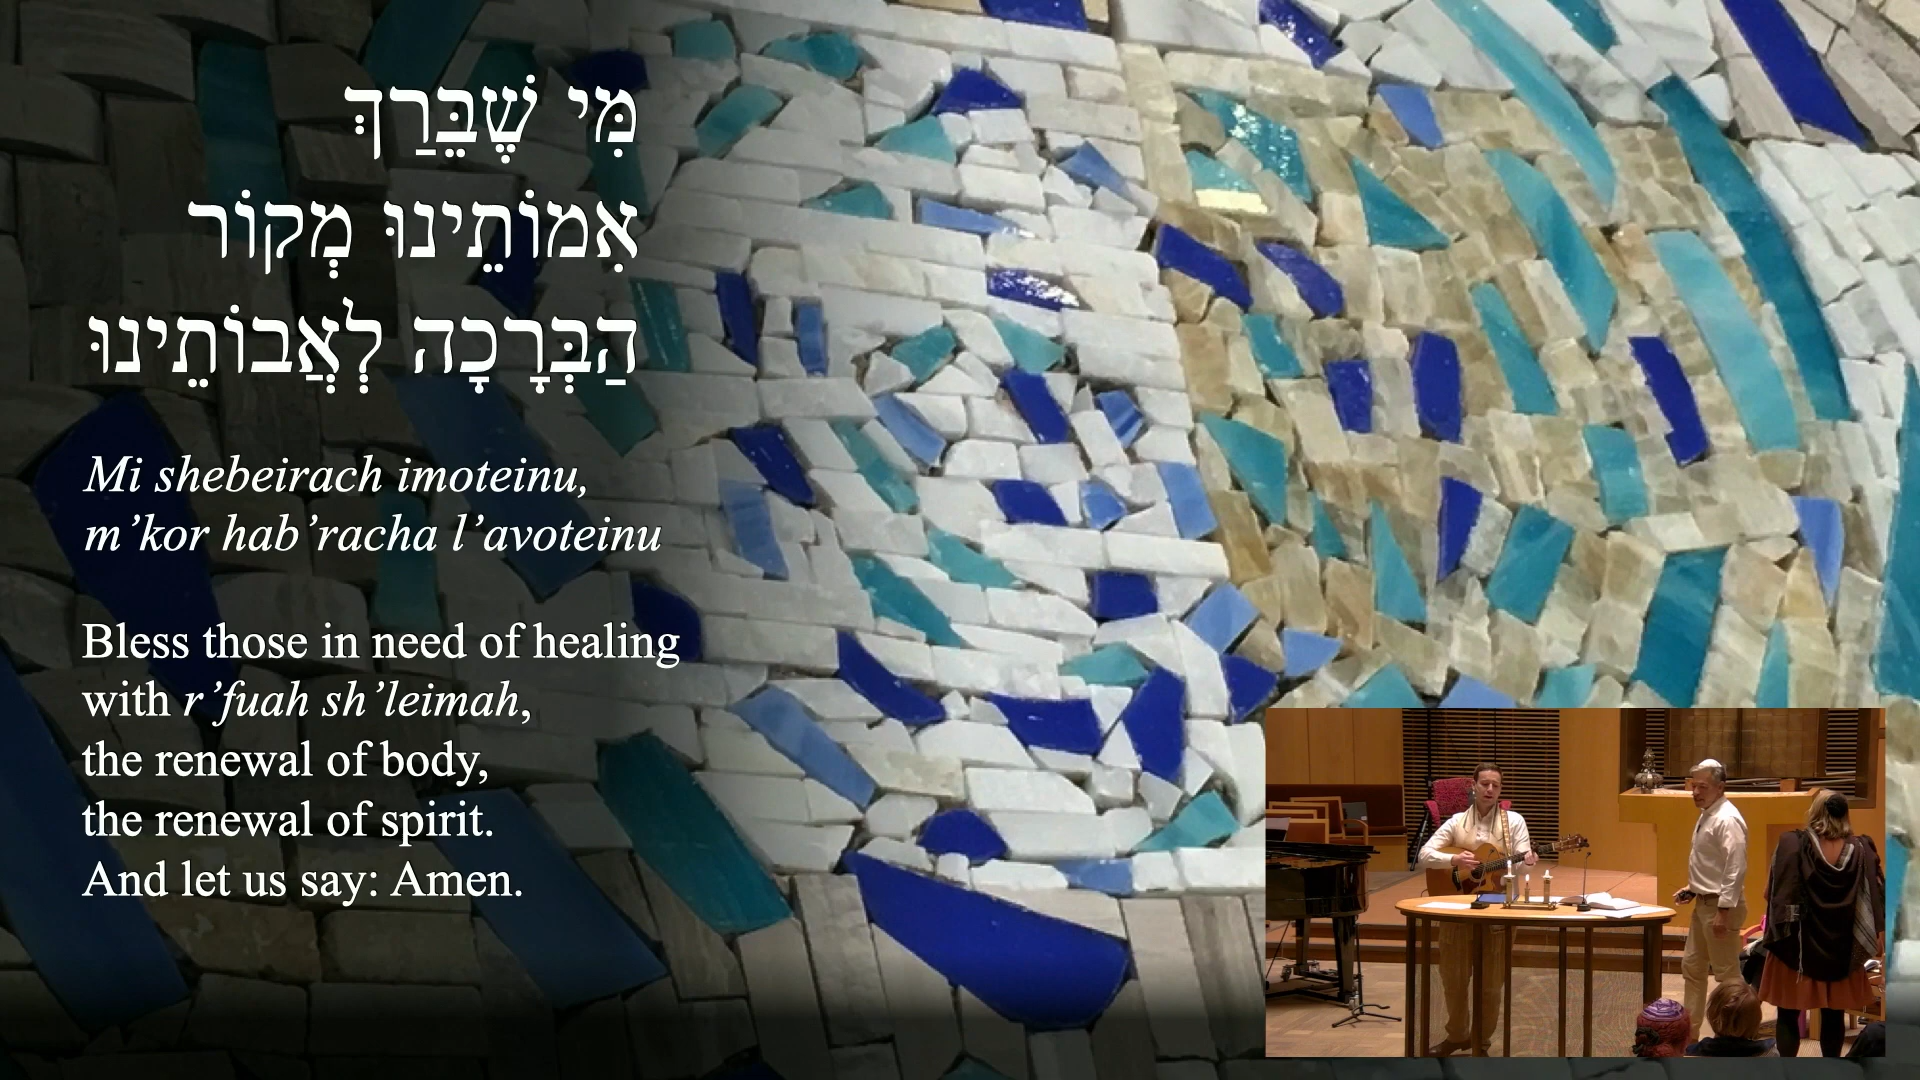 מִי שֶׁבֵּרַךְ
אִמוֹתֵינוּ מְקוֹר
הַבְּרָכָה לְאֲבוֹתֵינוּ
Mi shebeirach imoteinu,
m’kor hab’racha l’avoteinu
Bless those in need of healing
with r’fuah sh’leimah,
the renewal of body,
the renewal of spirit.
And let us say: Amen.